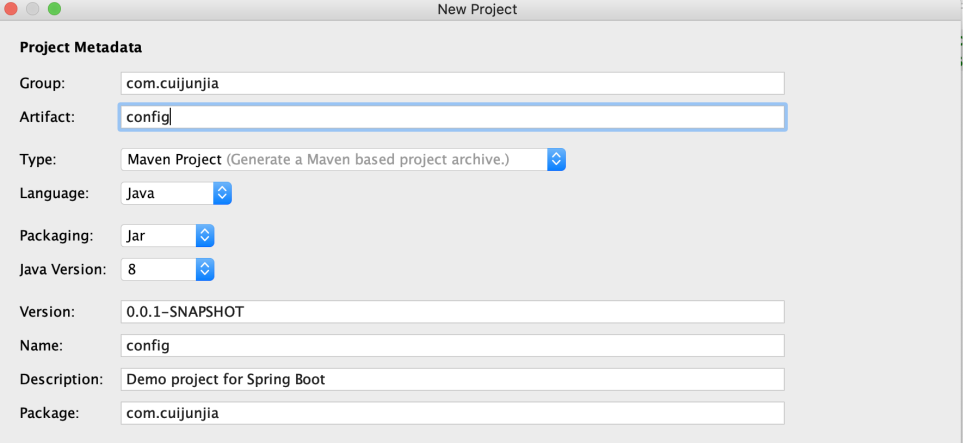 New Project
Project Metadata
Group: com.cuijunjia
Artifact: config
Type: Maven Project (Generate a Maven based project archive.)
Language: Java
Packaging: Jar
Java Version: 8
Version: 0.0.1-SNAPSHOT
Name: config
Description: Demo project for Spring Boot
Package: com.cuijunjia